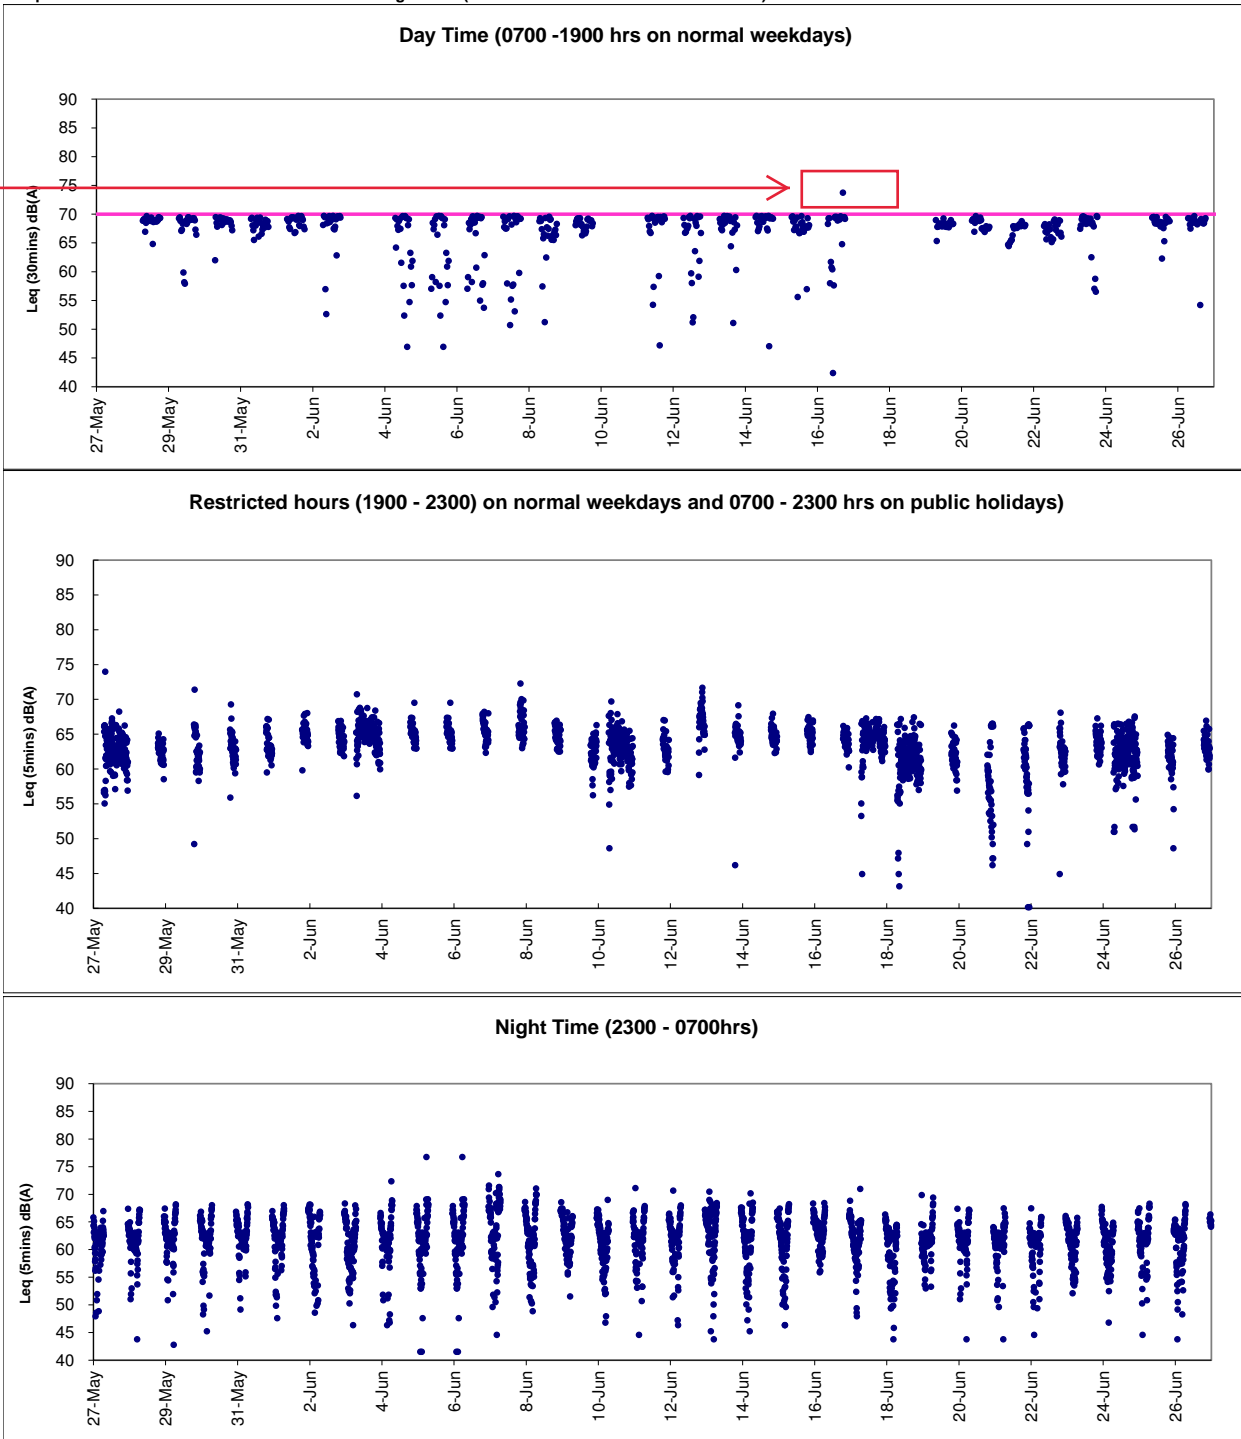 Day Time (0700 -1900 hrs on normal weekdays)
90
85
80
75
70
65
60
55
50
45
40
Leq (30mins) dB(A)
27-May
29-May
31-May
2-Jun
4-Jun
6-Jun
8-Jun
10-Jun
12-Jun
14-Jun
16-Jun
18-Jun
20-Jun
22-Jun
24-Jun
26-Jun
Restricted hours (1900 - 2300) on normal weekdays and 0700 - 2300 hrs on public holidays)
90
85
80
75
70
65
60
55
50
45
40
Leq (5mins) dB(A)
27-May
29-May
31-May
2-Jun
4-Jun
6-Jun
8-Jun
10-Jun
12-Jun
14-Jun
16-Jun
18-Jun
20-Jun
22-Jun
24-Jun
26-Jun
Night Time (2300 - 0700hrs)
90
85
80
75
70
65
60
55
50
45
40
Leq (5mins) dB(A)
27-May
29-May
31-May
2-Jun
4-Jun
6-Jun
8-Jun
10-Jun
12-Jun
14-Jun
16-Jun
18-Jun
20-Jun
22-Jun
24-Jun
26-Jun